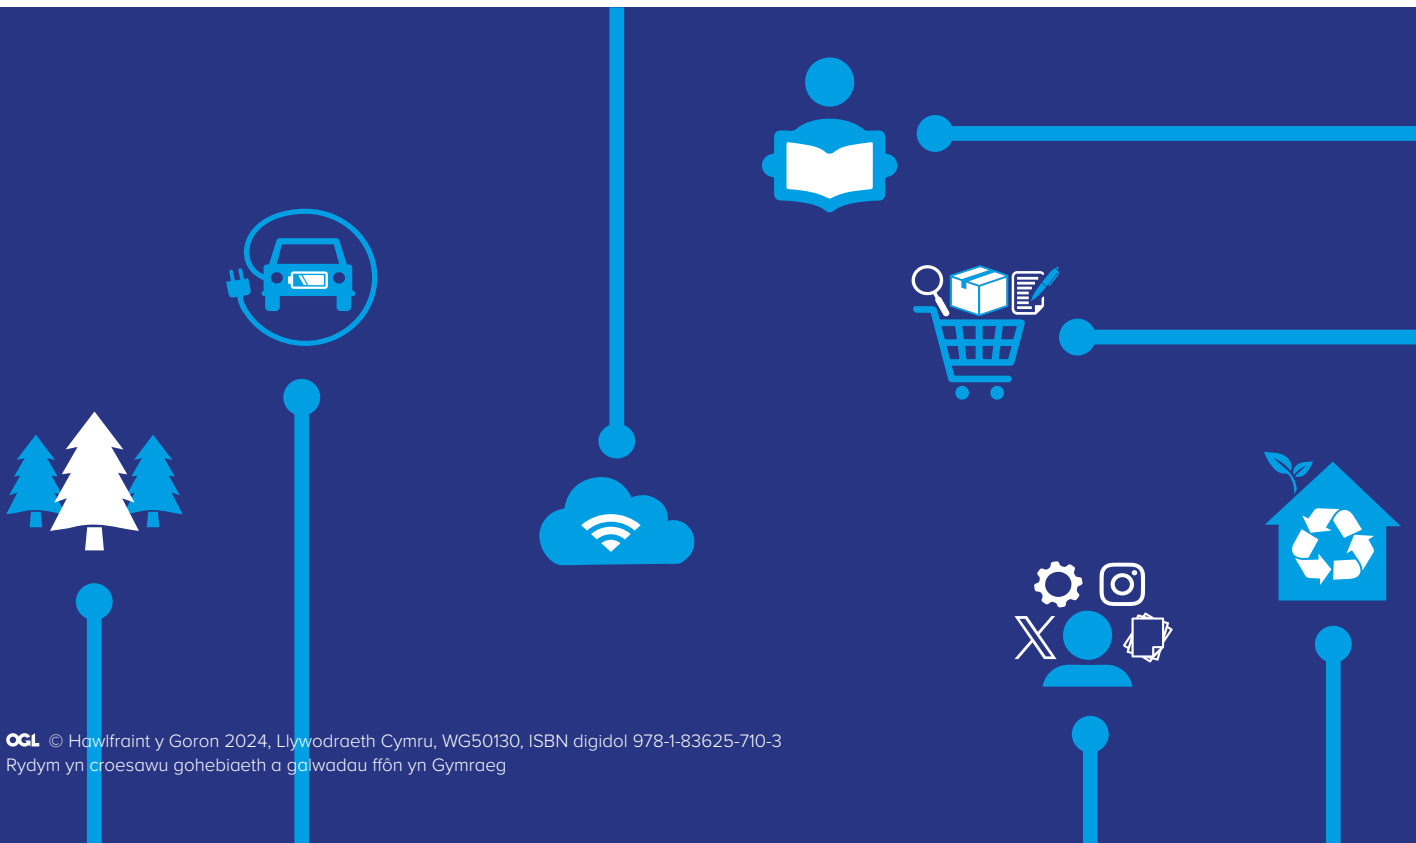 OGL © Hawlfraint y Goron 2024, Llywodraeth Cymru, WG50130, ISBN digidol 978-1-83625-710-3
Rydym yn croesawu gohebiaeth a galwadau ffôn yn Gymraeg